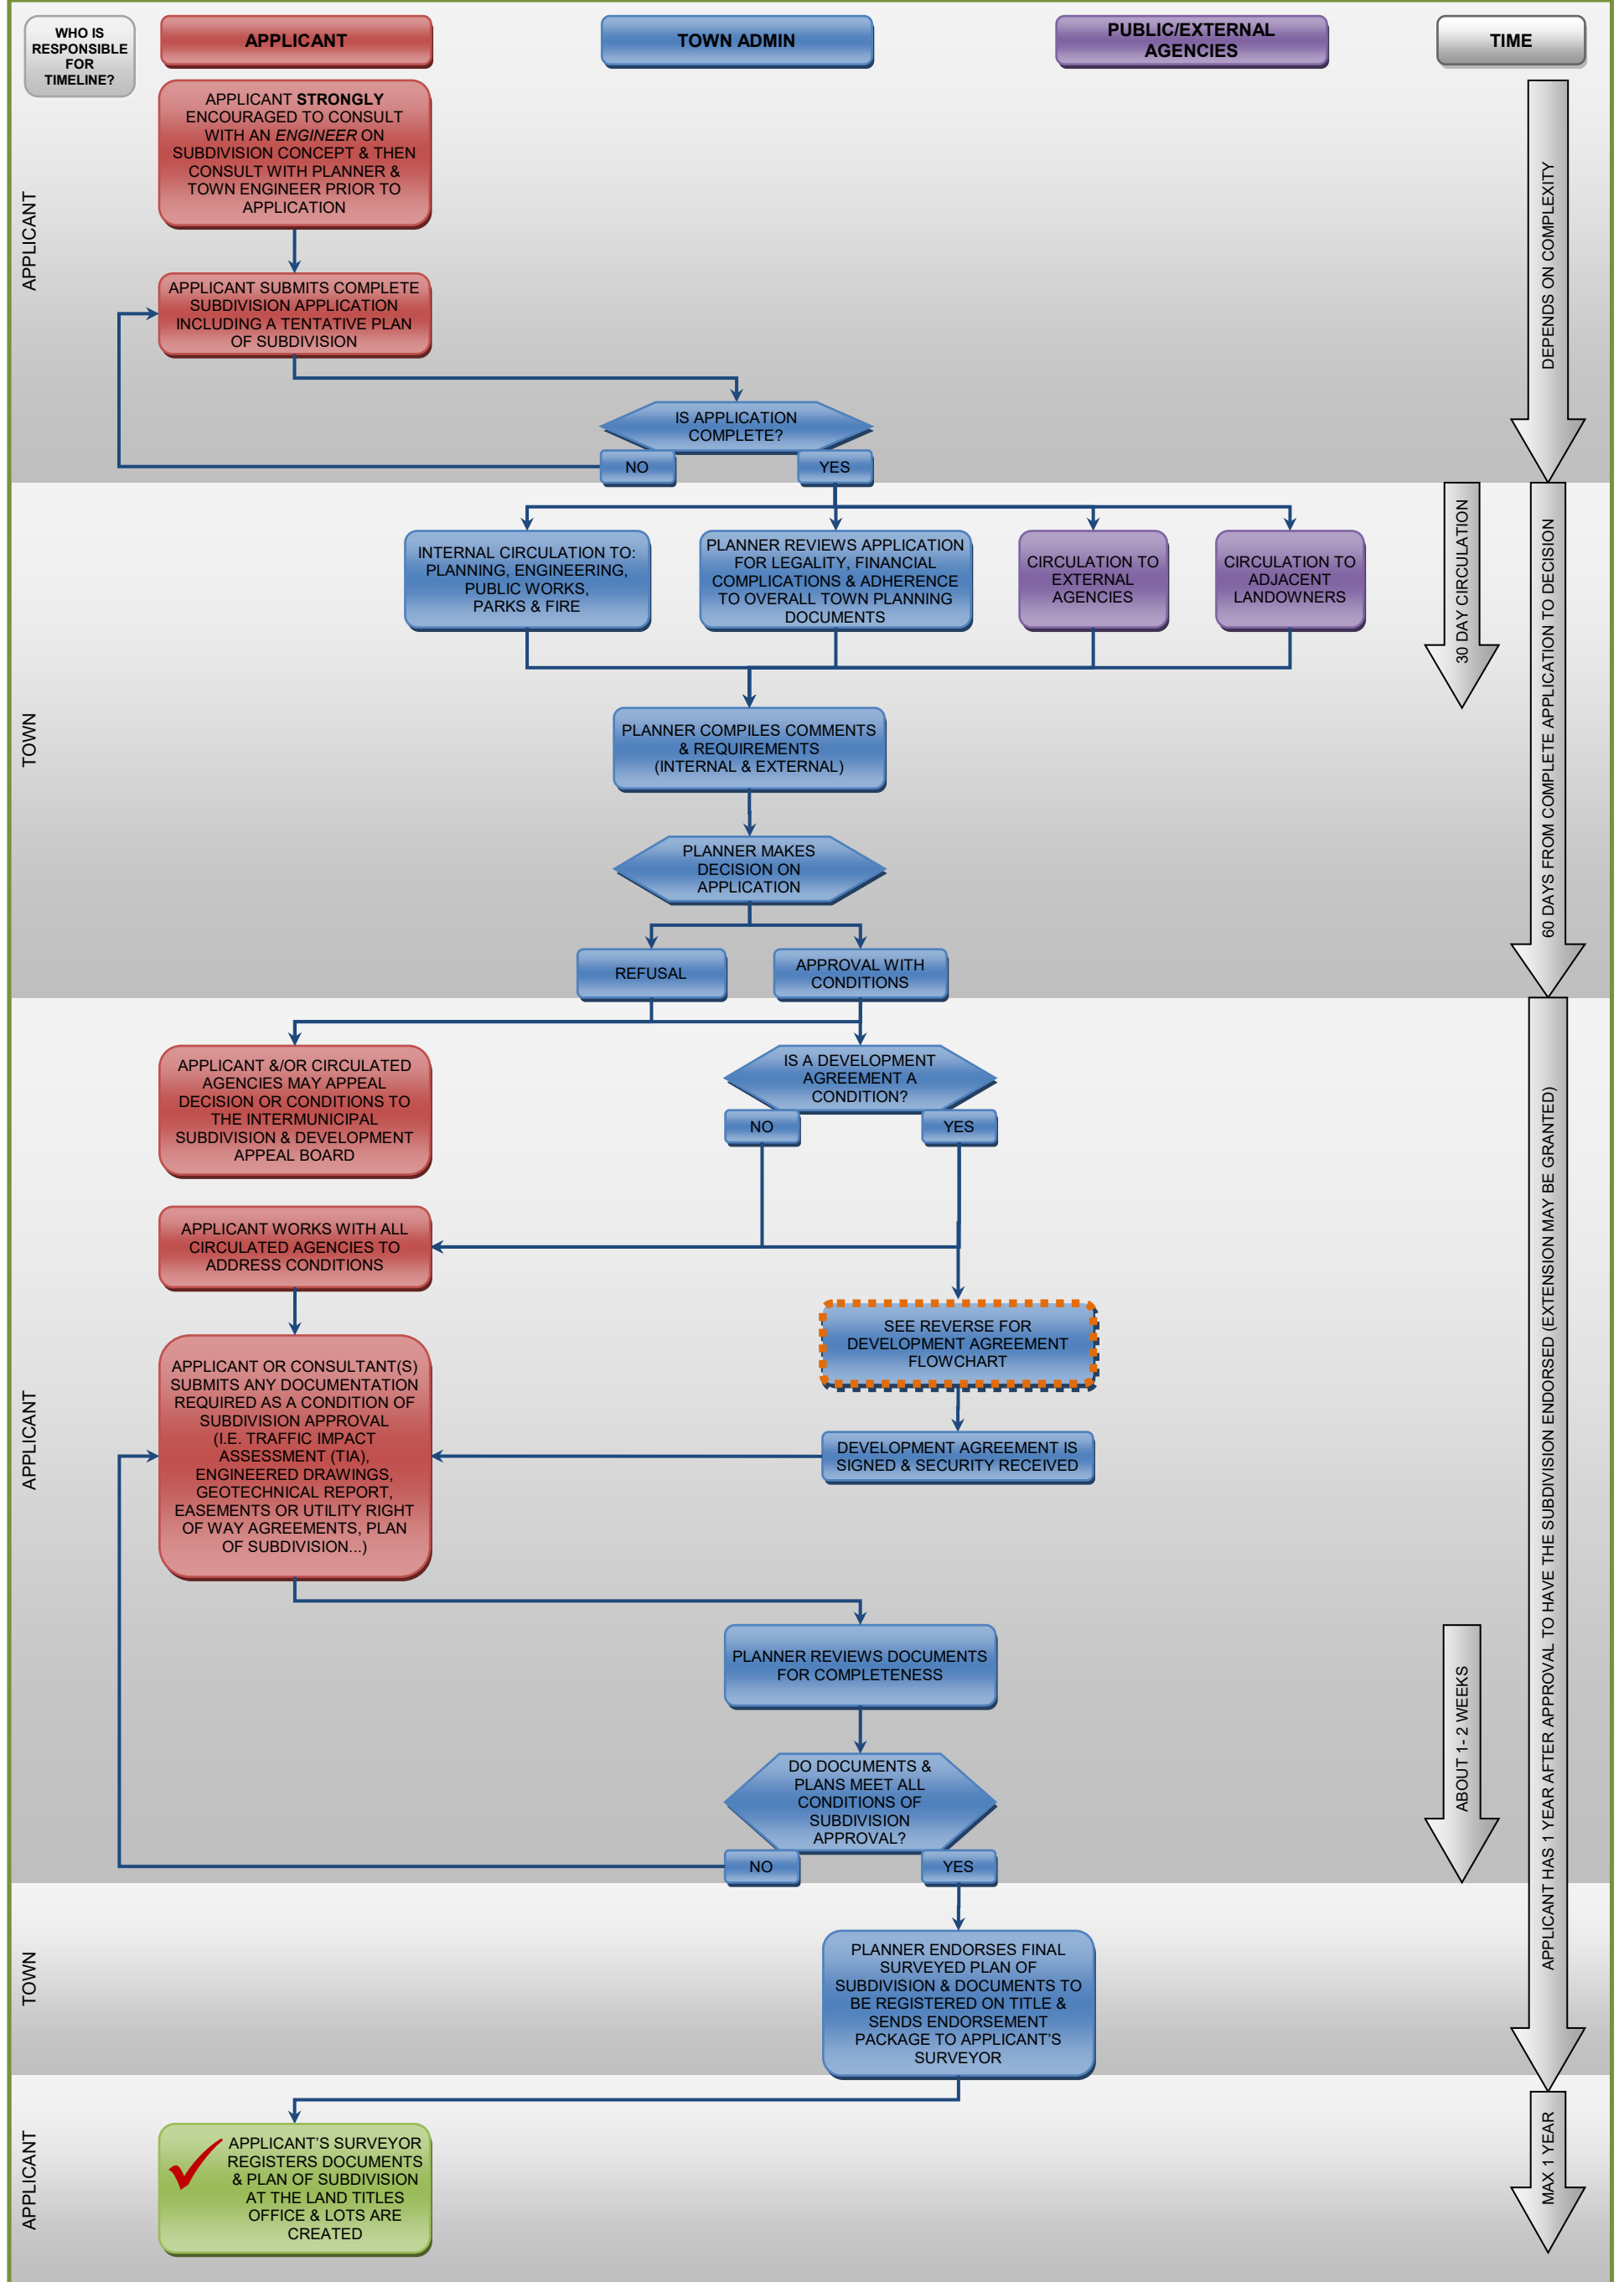 WHO IS
RESPONSIBLE
FOR
TIMELINE?
APPLICANT
TOWN ADMIN
PUBLIC/EXTERNAL
AGENCIES
TIME
APPLICANT
APPLICANT STRONGLY
ENCOURAGED TO CONSULT
WITH AN ENGINEER ON
SUBDIVISION CONCEPT & THEN
CONSULT WITH PLANNER &
TOWN ENGINEER PRIOR TO
APPLICATION
DEPENDS ON COMPLEXITY
APPLICANT SUBMITS COMPLETE
SUBDIVISION APPLICATION
INCLUDING A TENTATIVE PLAN
OF SUBDIVISION
IS APPLICATION
COMPLETE?
NO
YES
TOWN
INTERNAL CIRCULATION TO:
PLANNING, ENGINEERING,
PUBLIC WORKS,
PARKS & FIRE
PLANNER REVIEWS APPLICATION
FOR LEGALITY, FINANCIAL
COMPLICATIONS & ADHERENCE
TO OVERALL TOWN PLANNING
DOCUMENTS
CIRCULATION TO
EXTERNAL
AGENCIES
CIRCULATION TO
ADJACENT
LANDOWNERS
30 DAY CIRCULATION
60 DAYS FROM COMPLETE APPLICATION TO DECISION
PLANNER COMPILES COMMENTS
& REQUIREMENTS
(INTERNAL & EXTERNAL)
PLANNER MAKES
DECISION ON
APPLICATION
REFUSAL
APPROVAL WITH
CONDITIONS
APPLICANT
APPLICANT &/OR CIRCULATED
AGENCIES MAY APPEAL
DECISION OR CONDITIONS TO
THE INTERMUNICIPAL
SUBDIVISION & DEVELOPMENT
APPEAL BOARD
IS A DEVELOPMENT
AGREEMENT A
CONDITION?
NO
YES
APPLICANT HAS 1 YEAR AFTER APPROVAL TO HAVE THE SUBDIVISION ENDORSED (EXTENSION MAY BE GRANTED)
APPLICANT WORKS WITH ALL
CIRCULATED AGENCIES TO
ADDRESS CONDITIONS
SEE REVERSE FOR
DEVELOPMENT AGREEMENT
FLOWCHART
APPLICANT OR CONSULTANT(S)
SUBMITS ANY DOCUMENTATION
REQUIRED AS A CONDITION OF
SUBDIVISION APPROVAL
(I.E. TRAFFIC IMPACT
ASSESSMENT (TIA),
ENGINEERED DRAWINGS,
GEOTECHNICAL REPORT,
EASEMENTS OR UTILITY RIGHT
OF WAY AGREEMENTS, PLAN
OF SUBDIVISION...)
DEVELOPMENT AGREEMENT IS
SIGNED & SECURITY RECEIVED
PLANNER REVIEWS DOCUMENTS
FOR COMPLETENESS
ABOUT 1- 2 WEEKS
DO DOCUMENTS &
PLANS MEET ALL
CONDITIONS OF
SUBDIVISION
APPROVAL?
NO
YES
TOWN
PLANNER ENDORSES FINAL
SURVEYED PLAN OF
SUBDIVISION & DOCUMENTS TO
BE REGISTERED ON TITLE &
SENDS ENDORSEMENT
PACKAGE TO APPLICANT'S
SURVEYOR
APPLICANT
APPLICANT'S SURVEYOR
REGISTERS DOCUMENTS
& PLAN OF SUBDIVISION
AT THE LAND TITLES
OFFICE & LOTS ARE
CREATED
MAX 1 YEAR